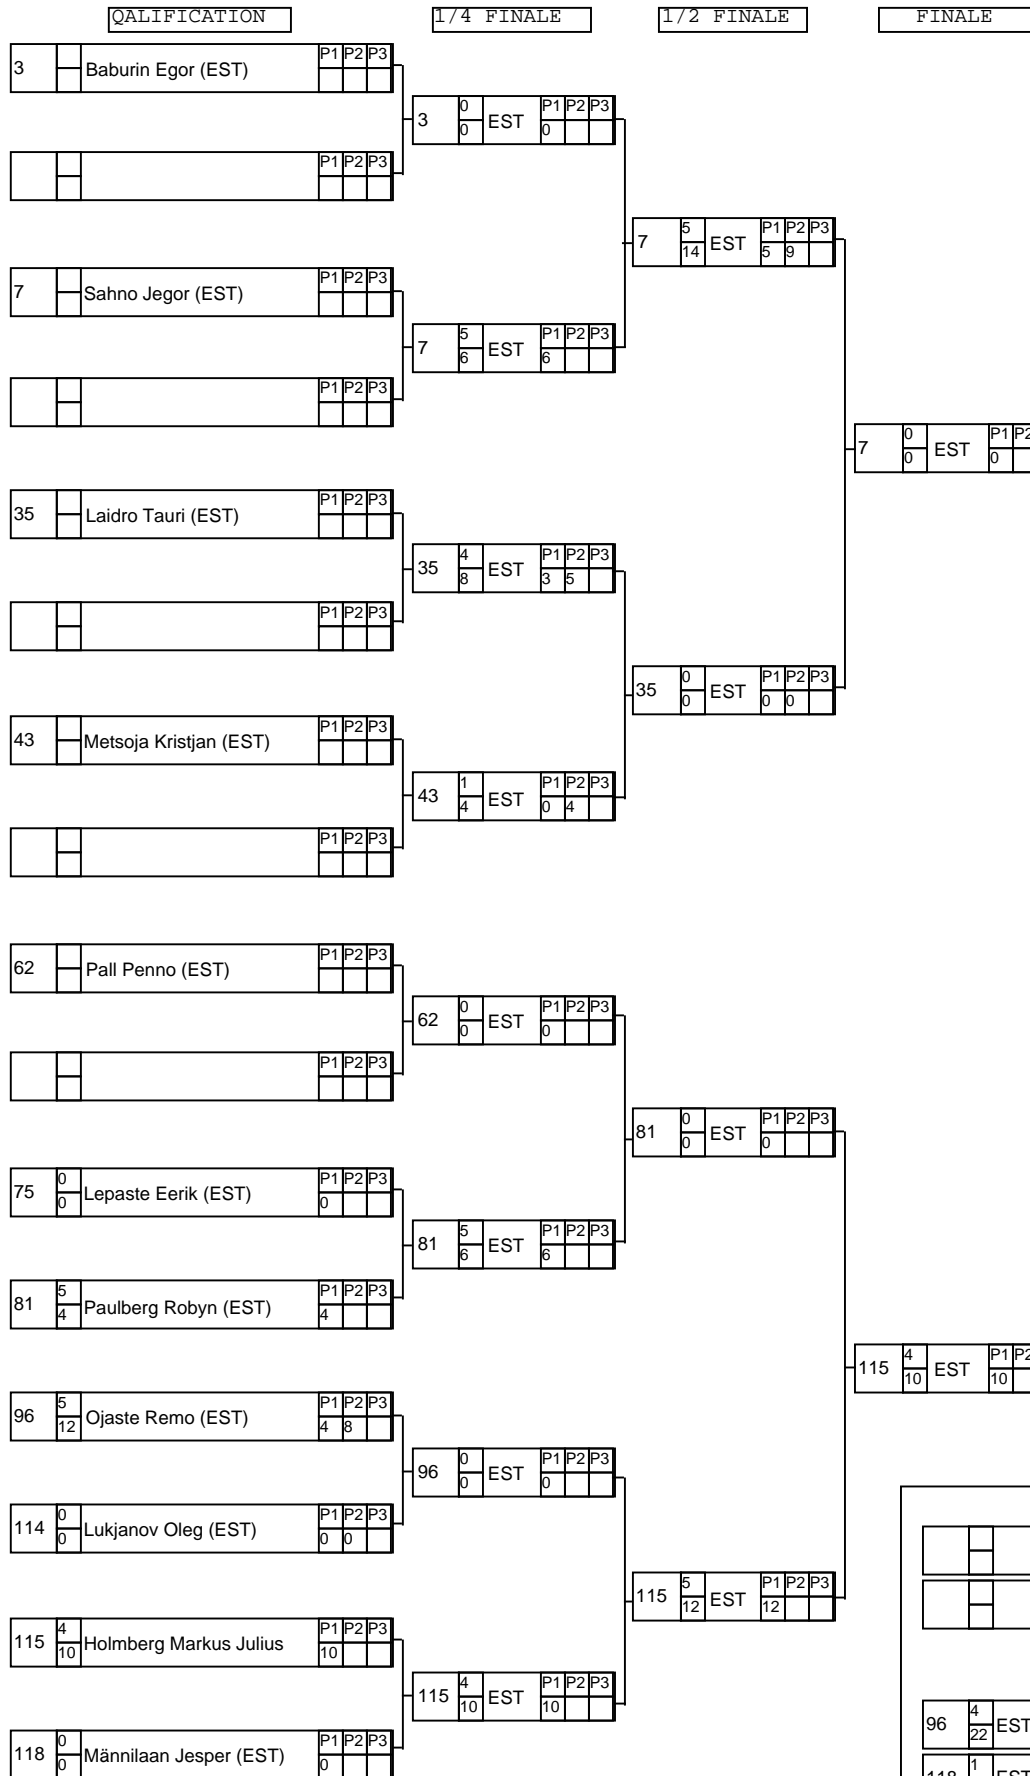 QALIFICATION 1/4 FINALE 1/2 FINALE FINALE
3 Baburin Egor (EST) P1 P2 P3
3 0 0 EST P1 P2 P3 0
P1 P2 P3
7 5 14 EST P1 P2 P3 5 9
7 Sahno Jegor (EST) P1 P2 P3
7 5 6 EST P1 P2 P3 6
P1 P2 P3
7 0 0 EST P1 P2 0
35 Laidro Tauri (EST) P1 P2 P3
35 4 8 EST P1 P2 P3 3 5
P1 P2 P3
35 0 0 EST P1 P2 P3 0 0
43 Metsoja Kristjan (EST) P1 P2 P3
43 1 4 EST P1 P2 P3 0 4
P1 P2 P3
62 Pall Penno (EST) P1 P2 P3
62 0 0 EST P1 P2 P3 0
P1 P2 P3
81 0 0 EST P1 P2 P3 0
75 0 0 Lepaste Eerik (EST) P1 P2 P3 0
81 5 6 EST P1 P2 P3 6
81 5 4 Paulberg Robyn (EST) P1 P2 P3 4
115 4 10 EST P1 P2 10
96 5 12 Ojaste Remo (EST) P1 P2 P3 4 8
96 0 0 EST P1 P2 P3 0
114 0 0 Lukjanov Oleg (EST) P1 P2 P3 0 0
115 5 12 EST P1 P2 P3 12
115 4 10 Holmberg Markus Julius P1 P2 P3 10
115 4 10 EST P1 P2 P3 10
96 4 22 EST
118 0 0 Männilaan Jesper (EST) P1 P2 P3 0
118 1 EST